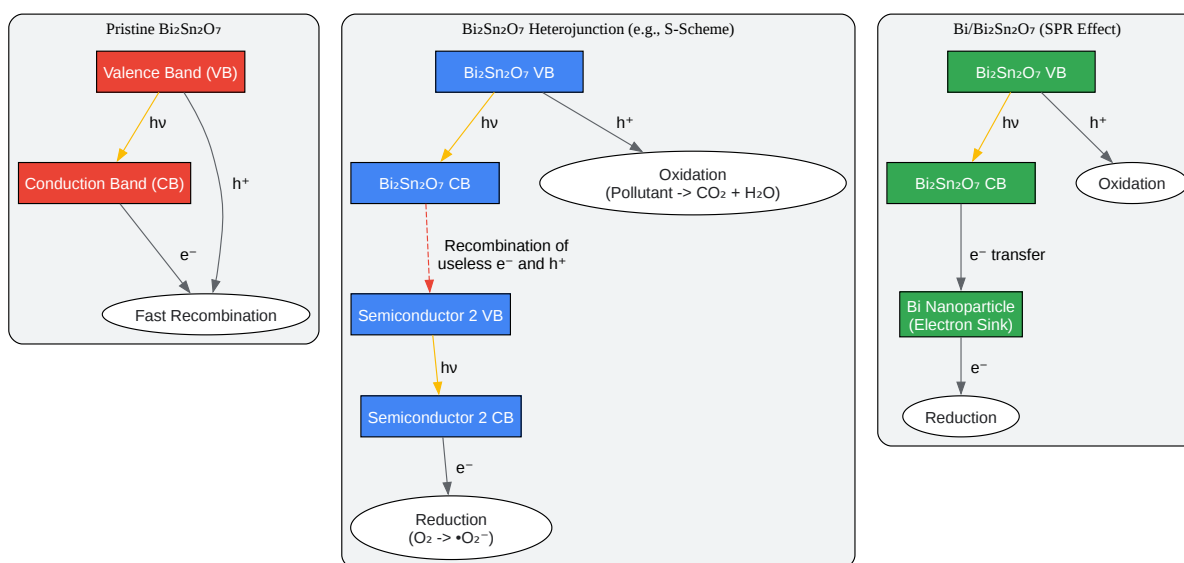 Pristine Bi₂Sn₂O₇
Valence Band (VB)
hν
Conduction Band (CB)
h⁺
e⁻
Fast Recombination
Bi₂Sn₂O₇ Heterojunction (e.g., S-Scheme)
Bi₂Sn₂O₇ VB
hν
h⁺
Bi₂Sn₂O₇ CB
Oxidation
(Pollutant -> CO₂ + H₂O)
Recombination of
useless e⁻ and h⁺
Semiconductor 2 VB
hν
Semiconductor 2 CB
e⁻
Reduction
(O₂ -> •O₂⁻)
Bi/Bi₂Sn₂O₇ (SPR Effect)
Bi₂Sn₂O₇ VB
hν
h⁺
Bi₂Sn₂O₇ CB
Oxidation
e⁻ transfer
Bi Nanoparticle
(Electron Sink)
e⁻
Reduction